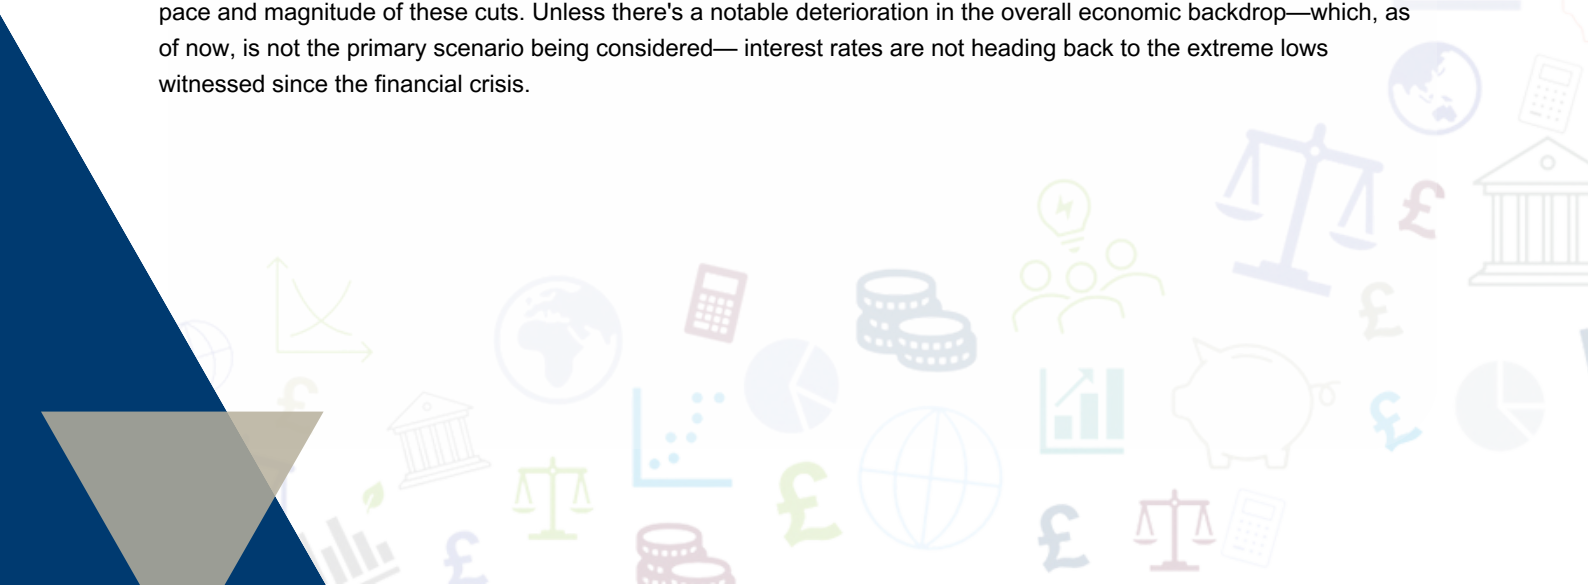 pace and magnitude of these cuts. Unless there's a notable deterioration in the overall economic backdrop—which, as
of now, is not the primary scenario being considered— interest rates are not heading back to the extreme lows
witnessed since the financial crisis.